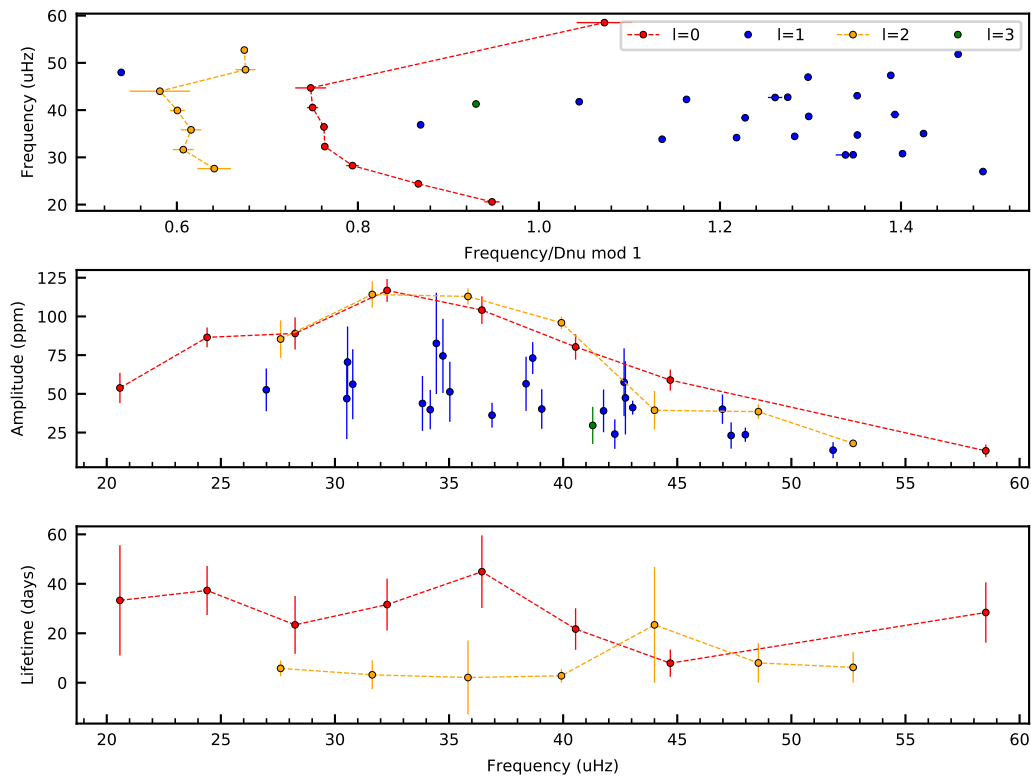 60
50
40
30
20
Frequency (uHz)
l=0 l=1 l=2 l=3
0.6 0.8 1.0 1.2 1.4
Frequency/Dnu mod 1
125
100
75
50
25
Amplitude (ppm)
20 25 30 35 40 45 50 55 60
60
40
20
0
Lifetime (days)
20 25 30 35 40 45 50 55 60
Frequency (uHz)